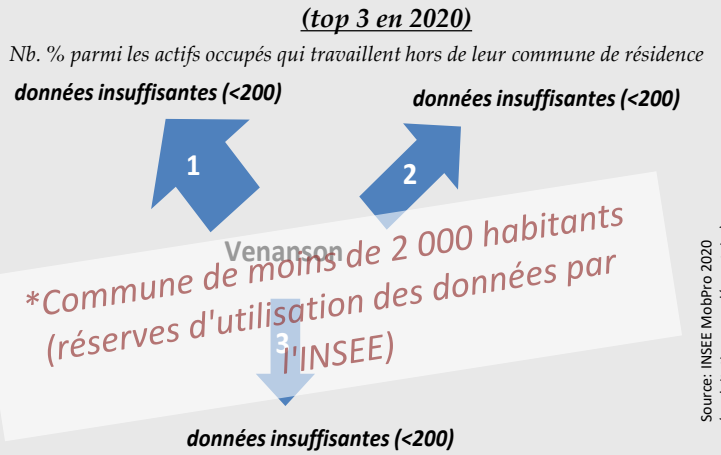 (top 3 en 2020)
Nb. % parmi les actifs occupés qui travaillent hors de leur commune de résidence
données insuffisantes (<200)
données insuffisantes (<200)
1
2
Venanson
*Commune de moins de 2 000 habitants
(réserves d'utilisation des données par
l'INSEE)
3
données insuffisantes (<200)
Source: INSEE MobPro 2020